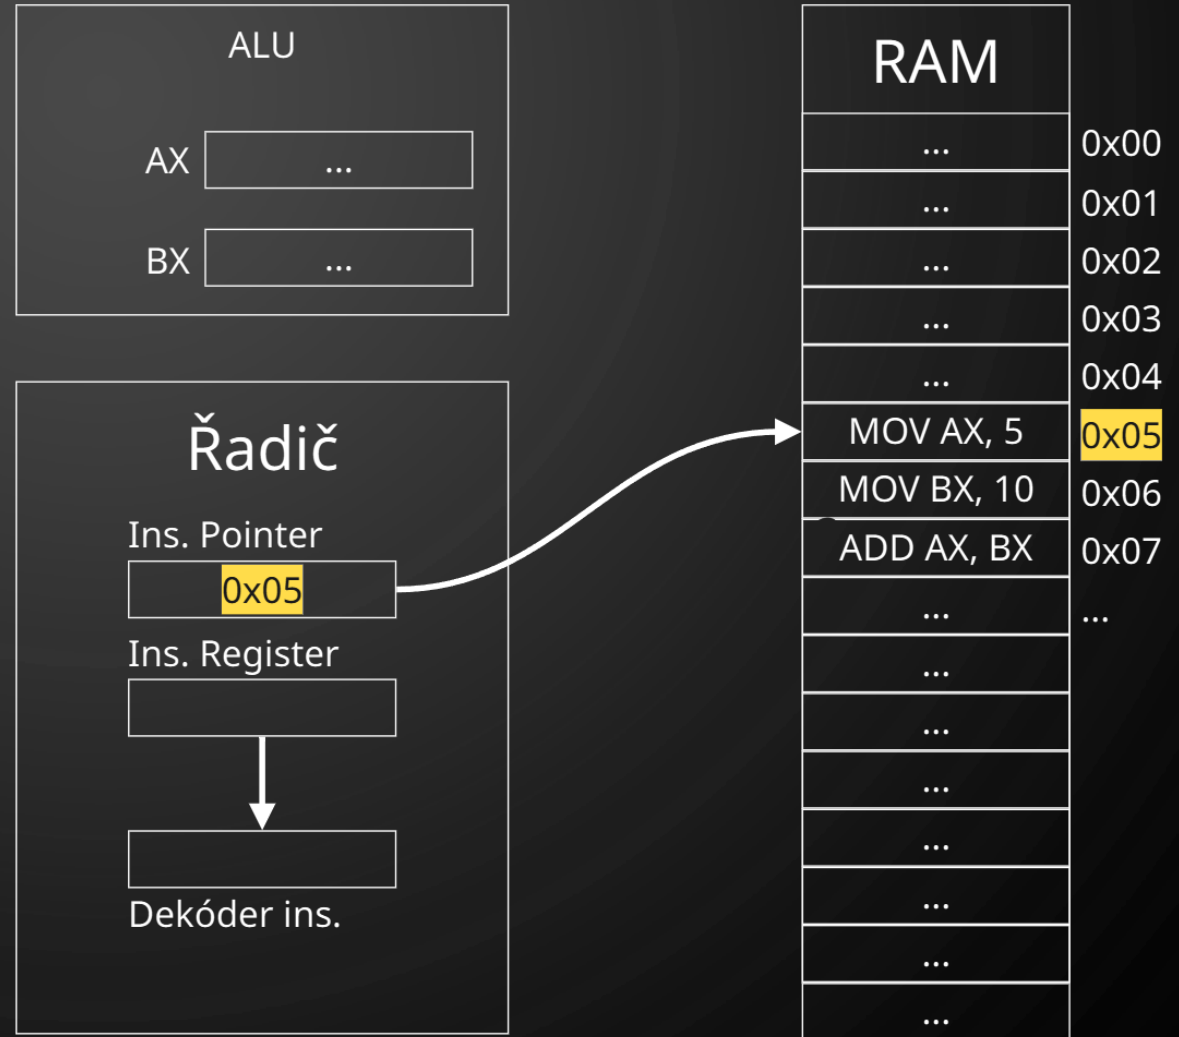 ALU
AX ...
BX ...
Řadič
Ins. Pointer
0x05
Ins. Register
Dekóder ins.
RAM
... 0x00
... 0x01
... 0x02
... 0x03
... 0x04
MOV AX, 5 0x05
MOV BX, 10 0x06
ADD AX, BX 0x07
... ...
...
...
...
...
...
...
...